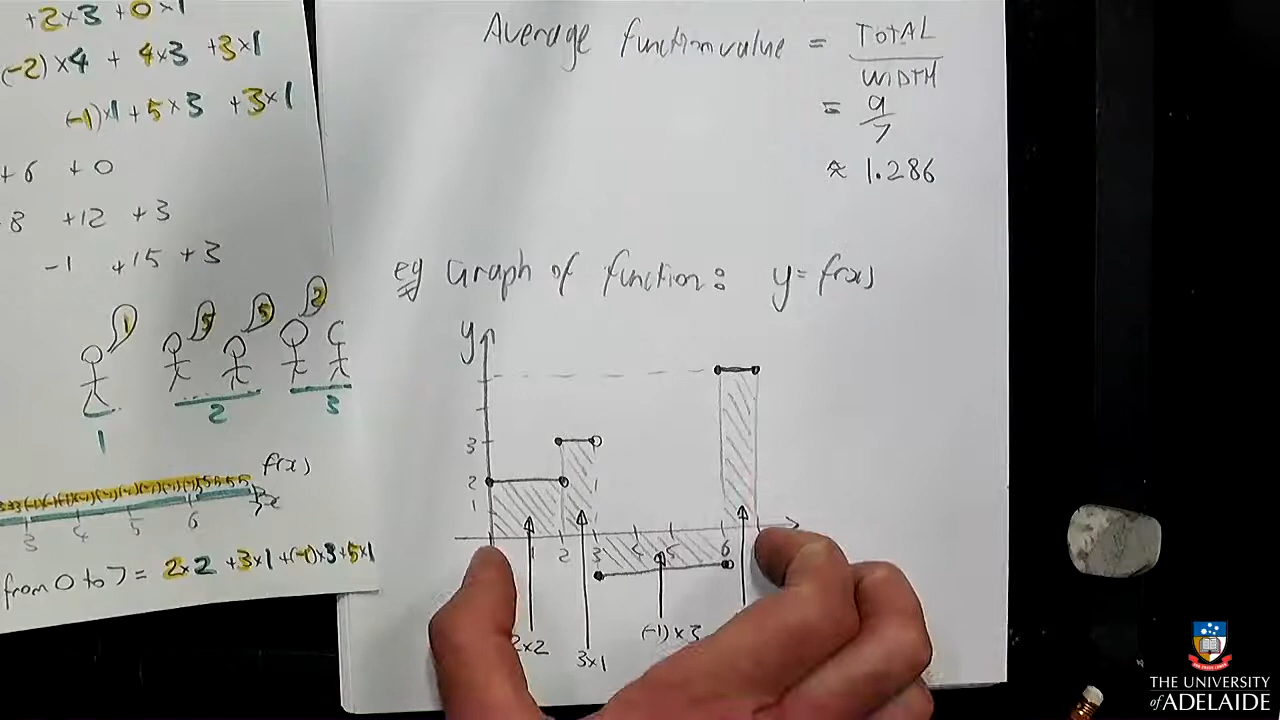 +2×3 +0×1
(-2)×4 + 4×3 +3×1
(-1)×1 + 5×3 +3×1
+6 +0
8 +12 +3
-1 +15 +3
1 5 5 2
1 2 3
f(x)
x
3 4 5 6 7
from 0 to 7 = 2×2 +3×1+(-1)×3+5×1
Average function value = TOTAL
WIDTH
= 9
7
≈ 1.286
eg Graph of function: y=f(x)
y
3
2
1
1 2 3 4 5 6
2×2
3×1
(-1)×3
THE UNIVERSITY
of ADELAIDE